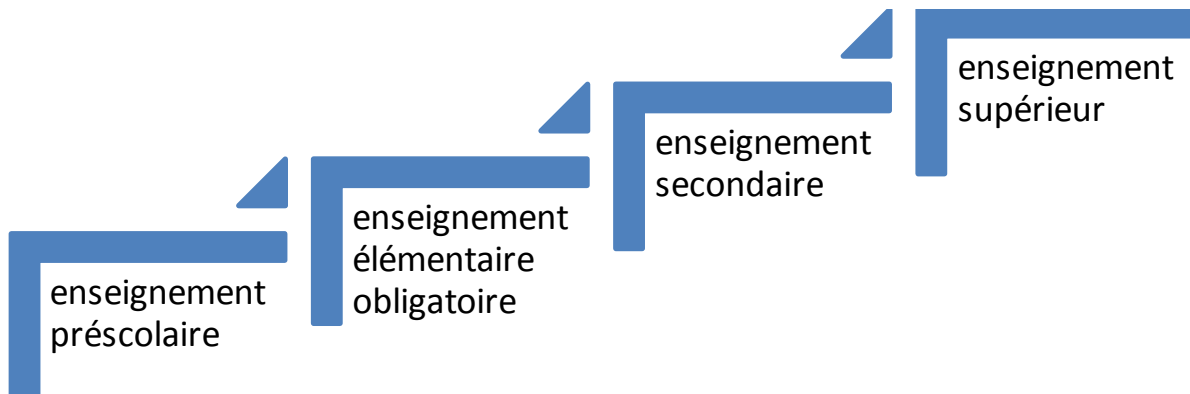 enseignement
préscolaire
enseignement
élémentaire
obligatoire
enseignement
secondaire
enseignement
supérieur